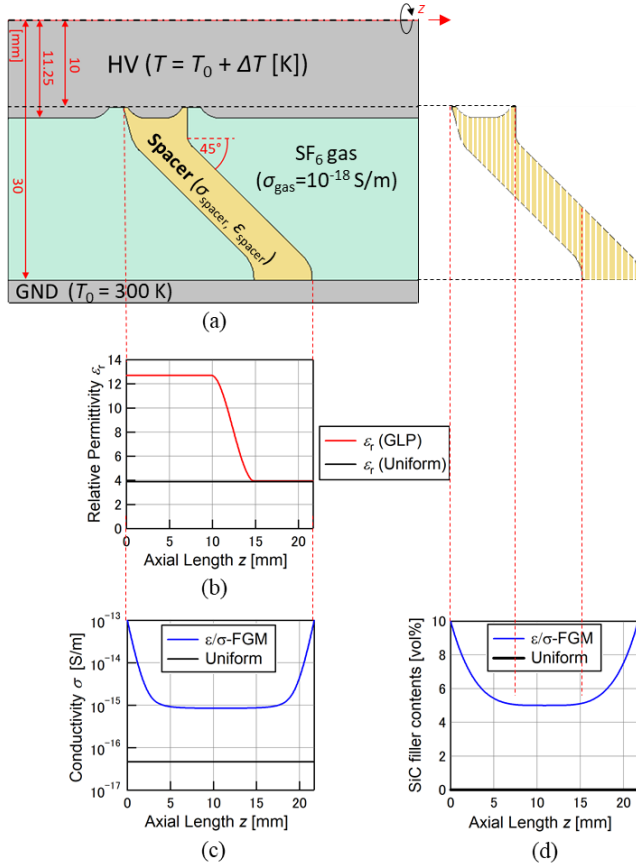 z
[mm]
11.25
10
30
HV (T = T₀ + ΔT [K])
45°
Spacer (σspacer, εspacer)
SF₆ gas
(σgas=10⁻¹⁸ S/m)
GND (T₀ = 300 K)
(a)
Relative Permittivity εr
14
12
10
8
6
4
2
0
0 5 10 15 20
Axial Length z [mm]
εr (GLP)
εr (Uniform)
(b)
Conductivity σ [S/m]
10⁻¹³
10⁻¹⁴
10⁻¹⁵
10⁻¹⁶
10⁻¹⁷
ε/σ-FGM
Uniform
0 5 10 15 20
Axial Length z [mm]
(c)
SiC filler contents [vol%]
10
8
6
4
2
0
ε/σ-FGM
Uniform
0 5 10 15 20
Axial Length z [mm]
(d)